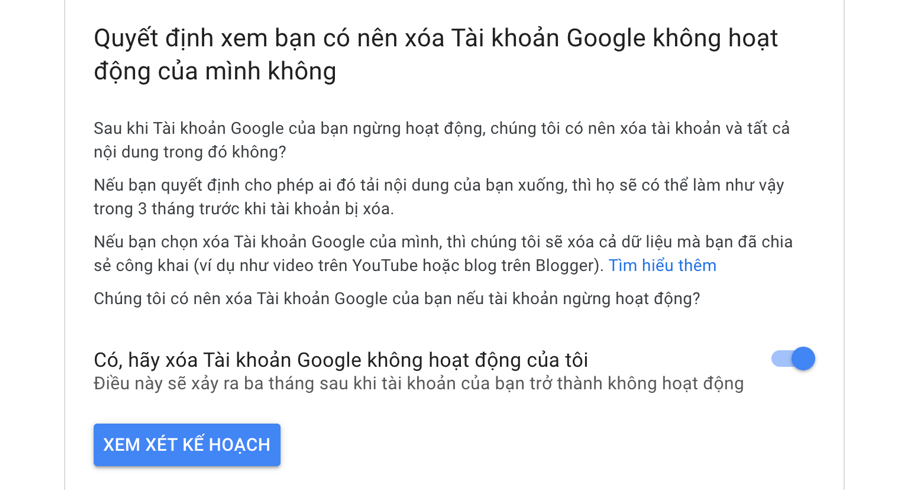 Quyết định xem bạn có nên xóa Tài khoản Google không hoạt
động của mình không
Sau khi Tài khoản Google của bạn ngừng hoạt động, chúng tôi có nên xóa tài khoản và tất cả
nội dung trong đó không?
Nếu bạn quyết định cho phép ai đó tải nội dung của bạn xuống, thì họ sẽ có thể làm như vậy
trong 3 tháng trước khi tài khoản bị xóa.
Nếu bạn chọn xóa Tài khoản Google của mình, thì chúng tôi sẽ xóa cả dữ liệu mà bạn đã chia
sẻ công khai (ví dụ như video trên YouTube hoặc blog trên Blogger). Tìm hiểu thêm
Chúng tôi có nên xóa Tài khoản Google của bạn nếu tài khoản ngừng hoạt động?
Có, hãy xóa Tài khoản Google không hoạt động của tôi
Điều này sẽ xảy ra ba tháng sau khi tài khoản của bạn trở thành không hoạt động
XEM XÉT KẾ HOẠCH